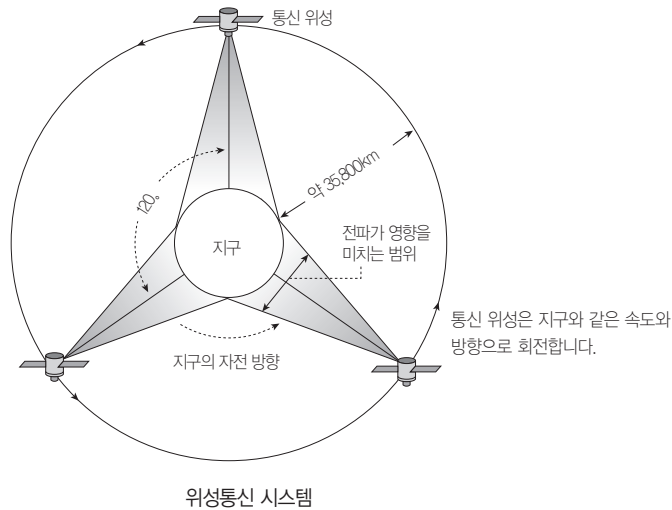 통신 위성
약 35,800km
120°
지구
전파가 영향을
미치는 범위
통신 위성은 지구와 같은 속도와
방향으로 회전합니다.
지구의 자전 방향
위성통신 시스템